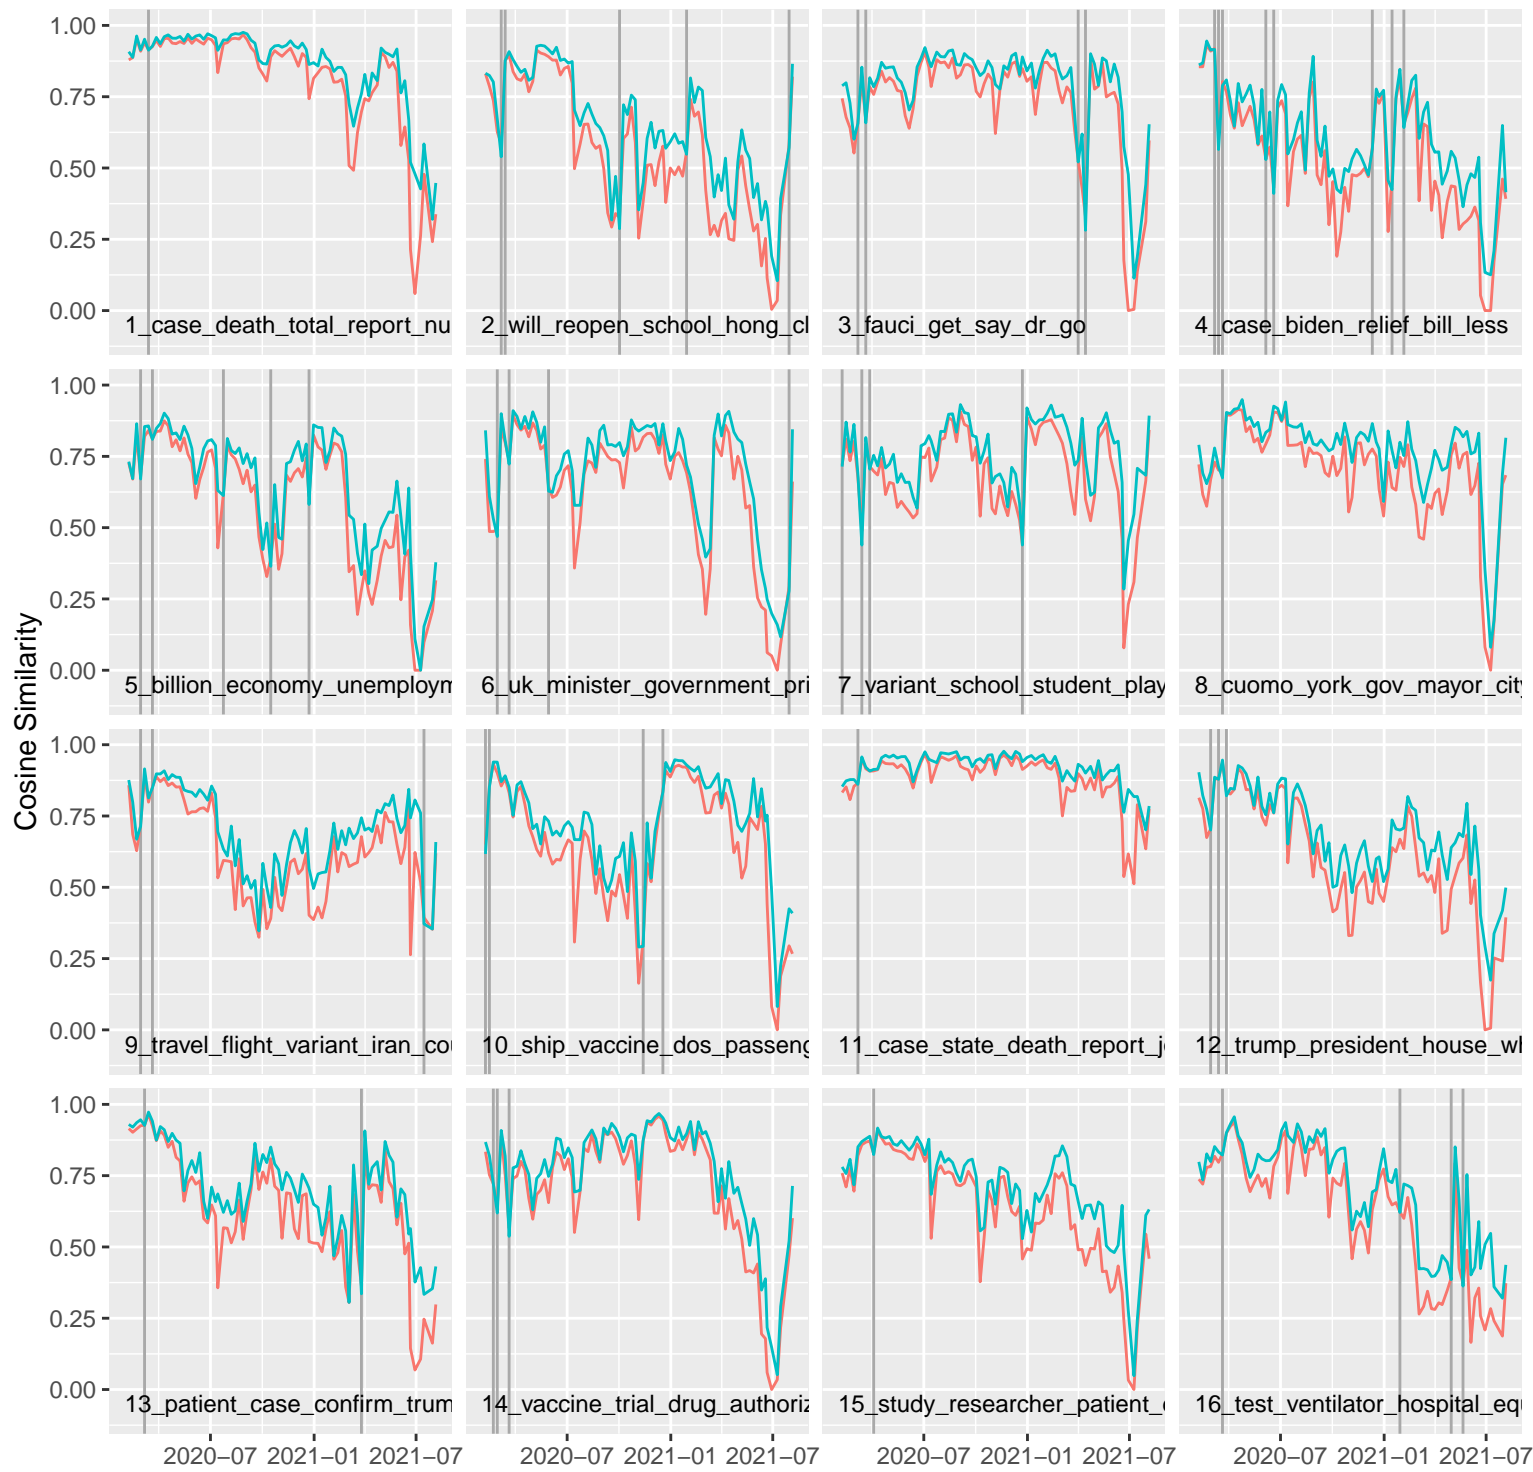 1.00
0.75
0.50
0.25
0.00
1_case_death_total_report_nu
2_will_reopen_school_hong_cl
3_fauci_get_say_dr_go
4_case_biden_relief_bill_less
1.00
0.75
0.50
0.25
0.00
5_billion_economy_unemploym
6_uk_minister_government_pri
7_variant_school_student_play
8_cuomo_york_gov_mayor_city
Cosine Similarity
1.00
0.75
0.50
0.25
0.00
9_travel_flight_variant_iran_cou
10_ship_vaccine_dos_passeng
11_case_state_death_report_j
12_trump_president_house_wh
1.00
0.75
0.50
0.25
0.00
13_patient_case_confirm_trum
14_vaccine_trial_drug_authoriz
15_study_researcher_patient_
16_test_ventilator_hospital_equ
2020−07 2021−01 2021−07
2020−07 2021−01 2021−07
2020−07 2021−01 2021−07
2020−07 2021−01 2021−07